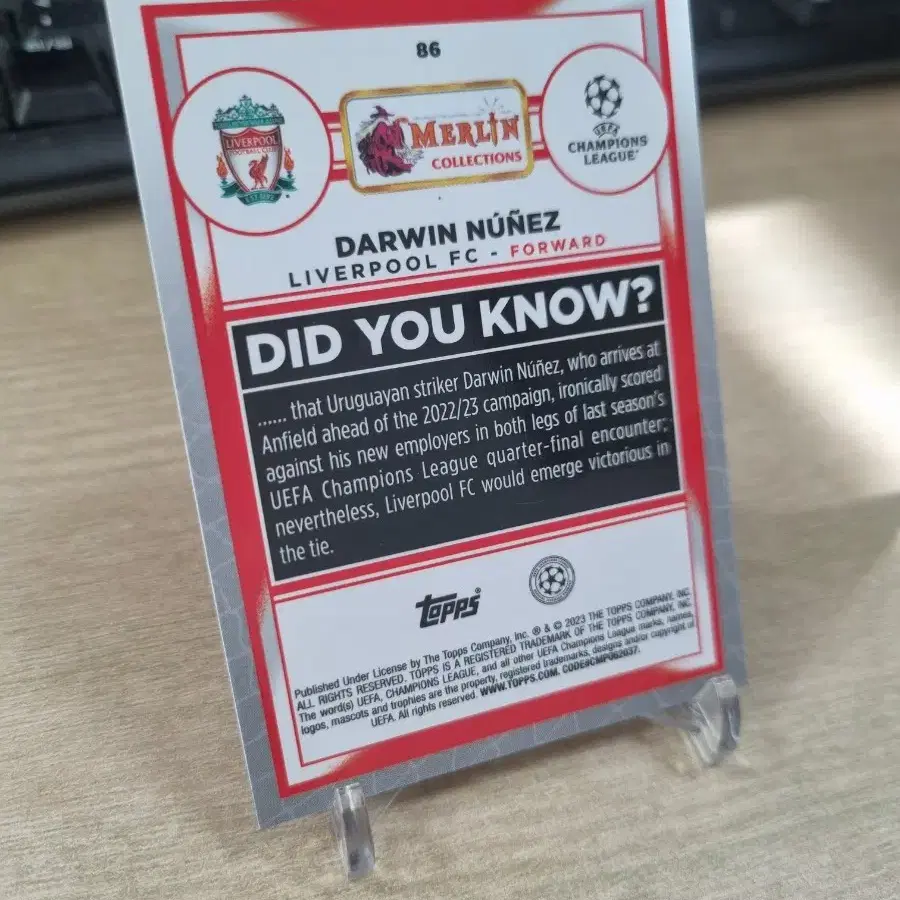 86
LIVERPOOL
FOOTBALL CLUB
EST·1892
MERLIN
COLLECTIONS
UEFA
CHAMPIONS
LEAGUE
DARWIN NÚÑEZ
LIVERPOOL FC - FORWARD
DID YOU KNOW?
...... that Uruguayan striker Darwin Núñez, who arrives at
Anfield ahead of the 2022/23 campaign, ironically scored
against his new employers in both legs of last season's
UEFA Champions League quarter-final encounter;
nevertheless, Liverpool FC would emerge victorious in
the tie.
topps
Published Under License by The Topps Company, Inc. ® & © 2023 THE TOPPS COMPANY, INC.
ALL RIGHTS RESERVED. TOPPS IS A REGISTERED TRADEMARK OF THE TOPPS COMPANY, INC.
The word(s) UEFA, CHAMPIONS LEAGUE, and all other UEFA Champions League marks, names,
logos, mascots and trophies are the property, registered trademarks, designs and/or copyright of
UEFA. All rights reserved. WWW.TOPPS.COM. CODE#CMP062037.